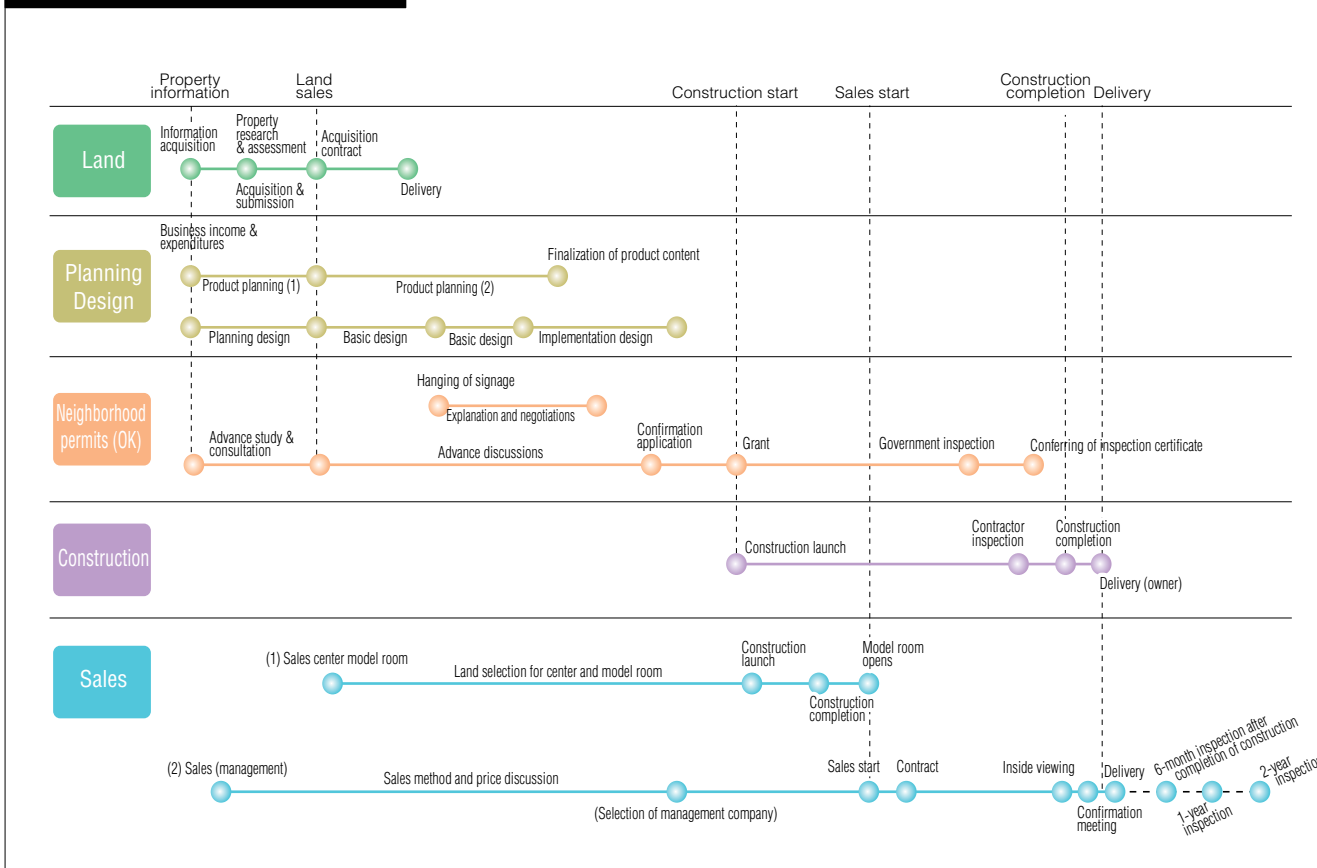 Property
information
Land
sales
Construction start
Sales start
Construction
completion
Delivery
Land
Information
acquisition
Property
research
& assessment
Acquisition &
submission
Acquisition
contract
Delivery
Planning
Design
Business income &
expenditures
Product planning (1)
Product planning (2)
Finalization of product content
Planning design
Basic design
Basic design
Implementation design
Neighborhood
permits (OK)
Hanging of signage
Explanation and negotiations
Advance study &
consultation
Advance discussions
Confirmation
application
Grant
Government inspection
Conferring of inspection certificate
Construction
Construction launch
Contractor
inspection
Construction
completion
Delivery (owner)
Sales
(1) Sales center model room
Land selection for center and model room
Construction
launch
Construction
completion
Model room
opens
(2) Sales (management)
Sales method and price discussion
(Selection of management company)
Sales start
Contract
Inside viewing
Confirmation
meeting
Delivery
6-month inspection after
completion of construction
1-year
inspection
2-year
inspection